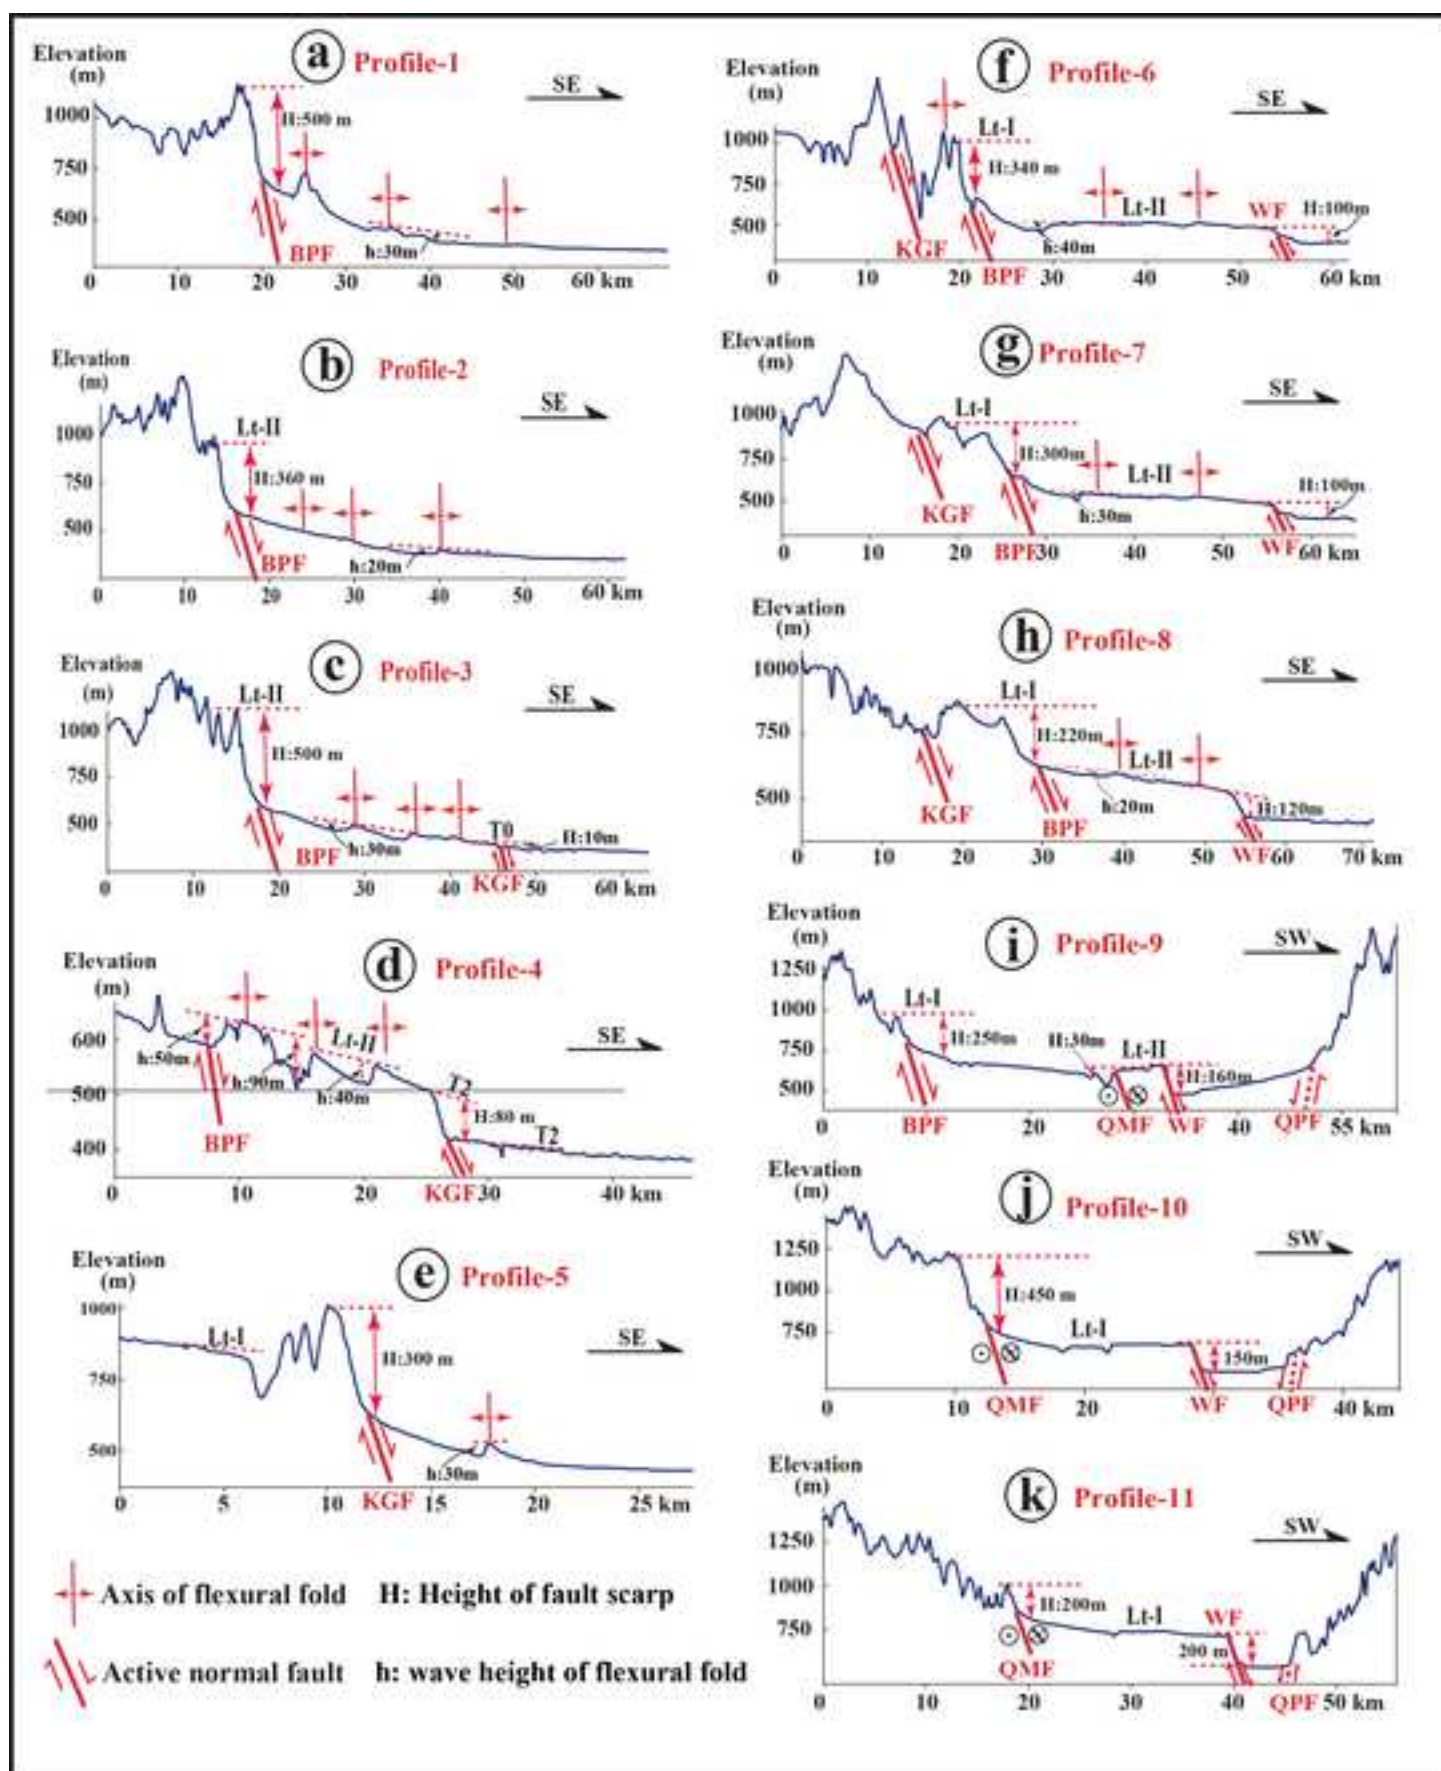 a Profile-1
Elevation
(m)
SE
1000
750
500
H:500 m
h:30m
BPF
0 10 20 30 40 50 60 km
b Profile-2
Elevation
(m)
SE
1000
750
500
Lt-II
H:360 m
BPF
h:20m
0 10 20 30 40 50 60 km
c Profile-3
Elevation
(m)
SE
1000
750
500
Lt-II
H:500 m
BPF
h:30m
T0
H:10m
KGF
0 10 20 30 40 50 60 km
d Profile-4
Elevation
(m)
SE
600
500
400
h:50m
h:90m
h:40m
Lt-II
T2
H:80 m
T2
BPF
KGF
0 10 20 30 40 km
e Profile-5
Elevation
(m)
SE
1000
750
500
Lt-I
H:300 m
h:30m
KGF
0 5 10 15 20 25 km
Axis of flexural fold H: Height of fault scarp
Active normal fault h: wave height of flexural fold
f Profile-6
Elevation
(m)
SE
1000
750
500
Lt-I
H:340 m
Lt-II
WF
H:100m
h:40m
KGF
BPF
0 10 20 30 40 50 60 km
g Profile-7
Elevation
(m)
SE
1000
750
500
Lt-I
H:300m
Lt-II
H:100m
h:30m
KGF
BPF
WF
0 10 20 30 40 50 60 km
h Profile-8
Elevation
(m)
SE
1000
750
500
Lt-I
H:220m
Lt-II
h:20m
H:120m
KGF
BPF
WF
0 10 20 30 40 50 60 70 km
i Profile-9
Elevation
(m)
SW
1250
1000
750
500
Lt-I
H:250m
H:30m
Lt-II
H:160m
BPF
QMF
WF
QPF
0 20 40 55 km
j Profile-10
Elevation
(m)
SW
1250
1000
750
H:450 m
Lt-I
150m
QMF
WF
QPF
10 20 40 km
k Profile-11
Elevation
(m)
SW
1250
1000
750
H:200m
Lt-I
WF
200 m
QMF
QPF
0 10 20 30 40 50 km